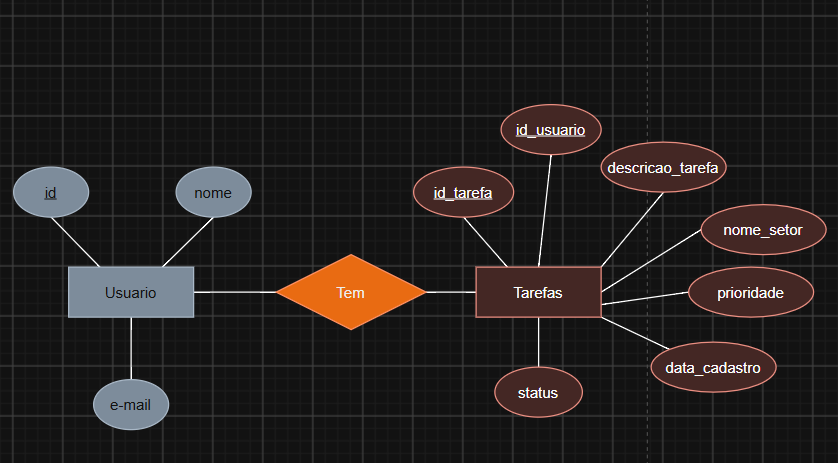 id_usuario
descricao_tarefa
id
nome
id_tarefa
nome_setor
Usuario
Tem
Tarefas
prioridade
data_cadastro
e-mail
status